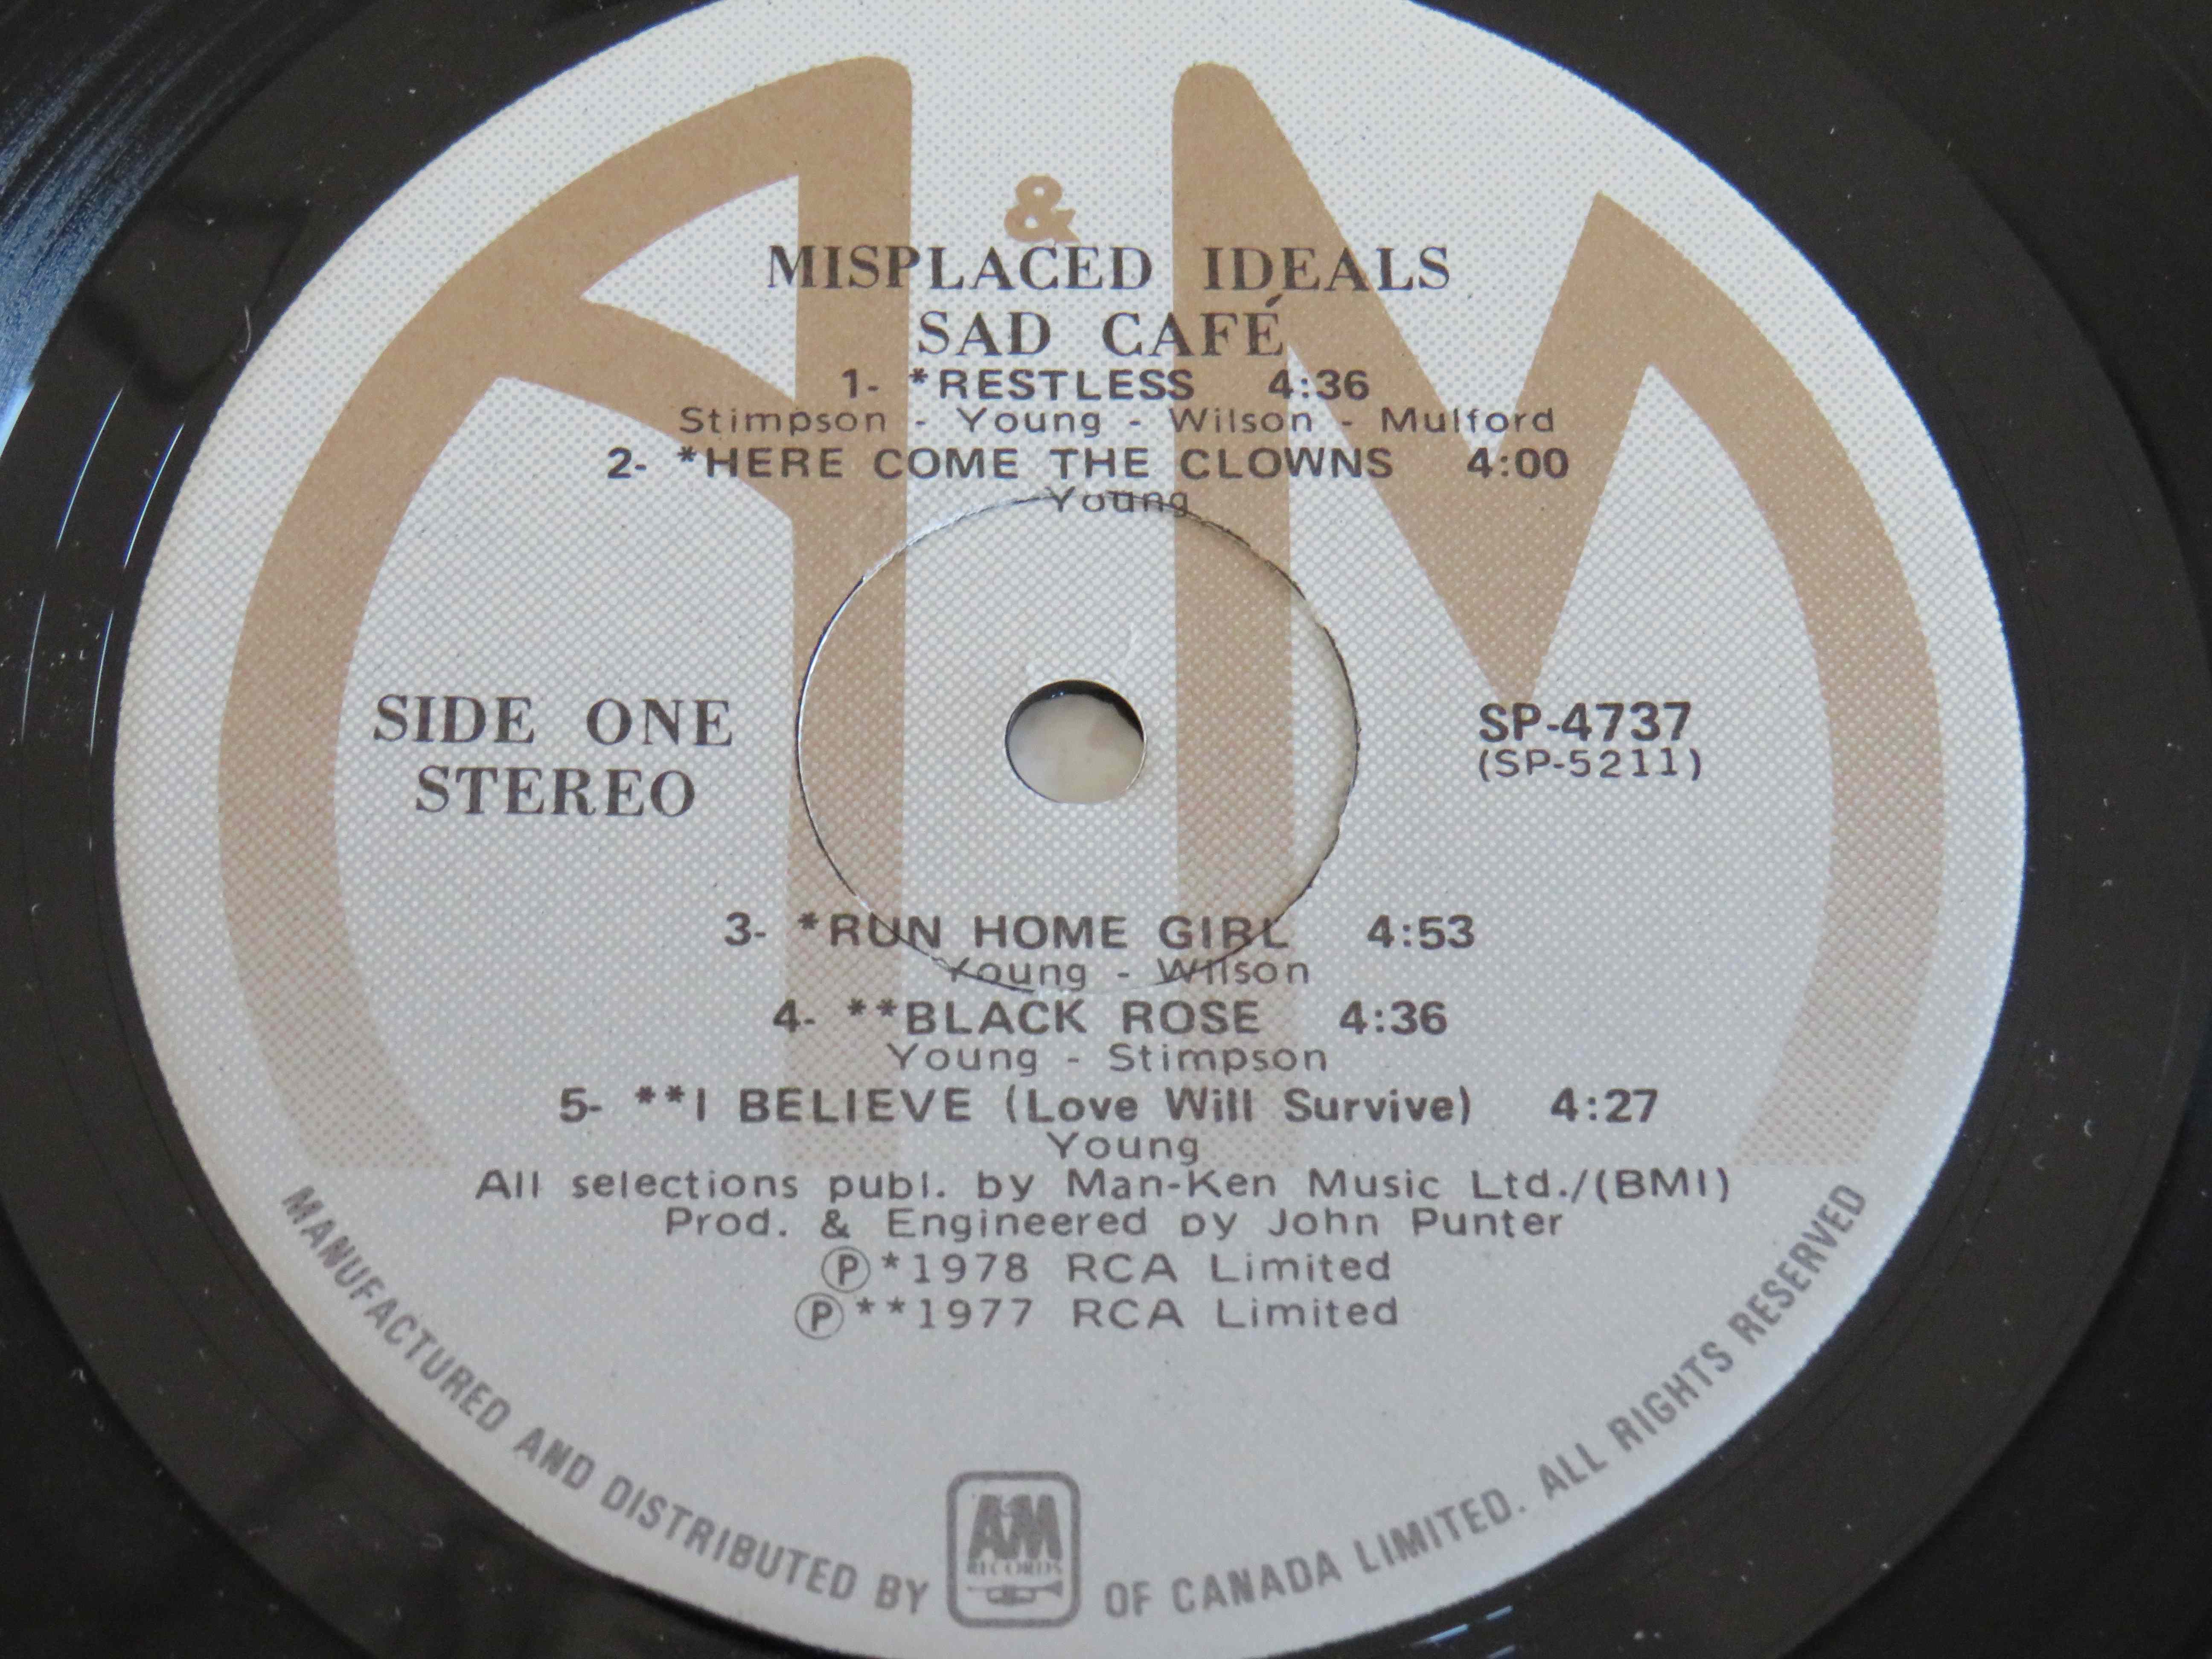 A & M
MISPLACED IDEALS
SAD CAFÉ
1- *RESTLESS 4:36
Stimpson - Young - Wilson - Mulford
2- *HERE COME THE CLOWNS 4:00
Young
SIDE ONE
STEREO
SP-4737
(SP-5211)
3- *RUN HOME GIRL 4:53
Young - Wilson
4- **BLACK ROSE 4:36
Young - Stimpson
5- **I BELIEVE (Love Will Survive) 4:27
Young
All selections publ. by Man-Ken Music Ltd./(BMI)
Prod. & Engineered by John Punter
Ⓟ*1978 RCA Limited
Ⓟ**1977 RCA Limited
MANUFACTURED AND DISTRIBUTED BY A&M RECORDS OF CANADA LIMITED. ALL RIGHTS RESERVED